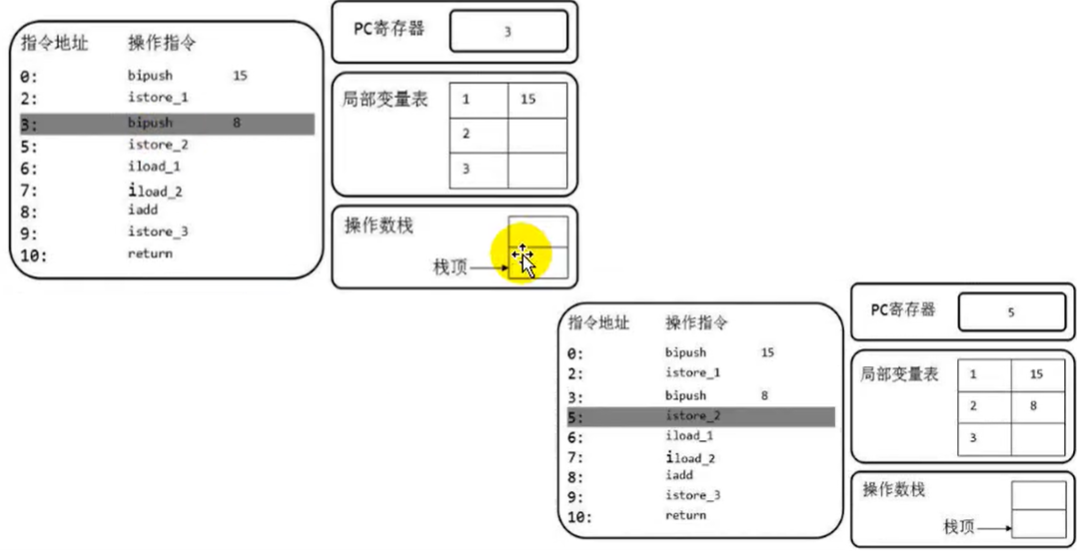 指令地址 操作指令
0: bipush 15
2: istore_1
3: bipush 8
5: istore_2
6: iload_1
7: iload_2
8: iadd
9: istore_3
10: return
PC寄存器 3
局部变量表 1 15
2
3
操作数栈
栈顶
指令地址 操作指令
0: bipush 15
2: istore_1
3: bipush 8
5: istore_2
6: iload_1
7: iload_2
8: iadd
9: istore_3
10: return
PC寄存器 5
局部变量表 1 15
2 8
3
操作数栈
栈顶